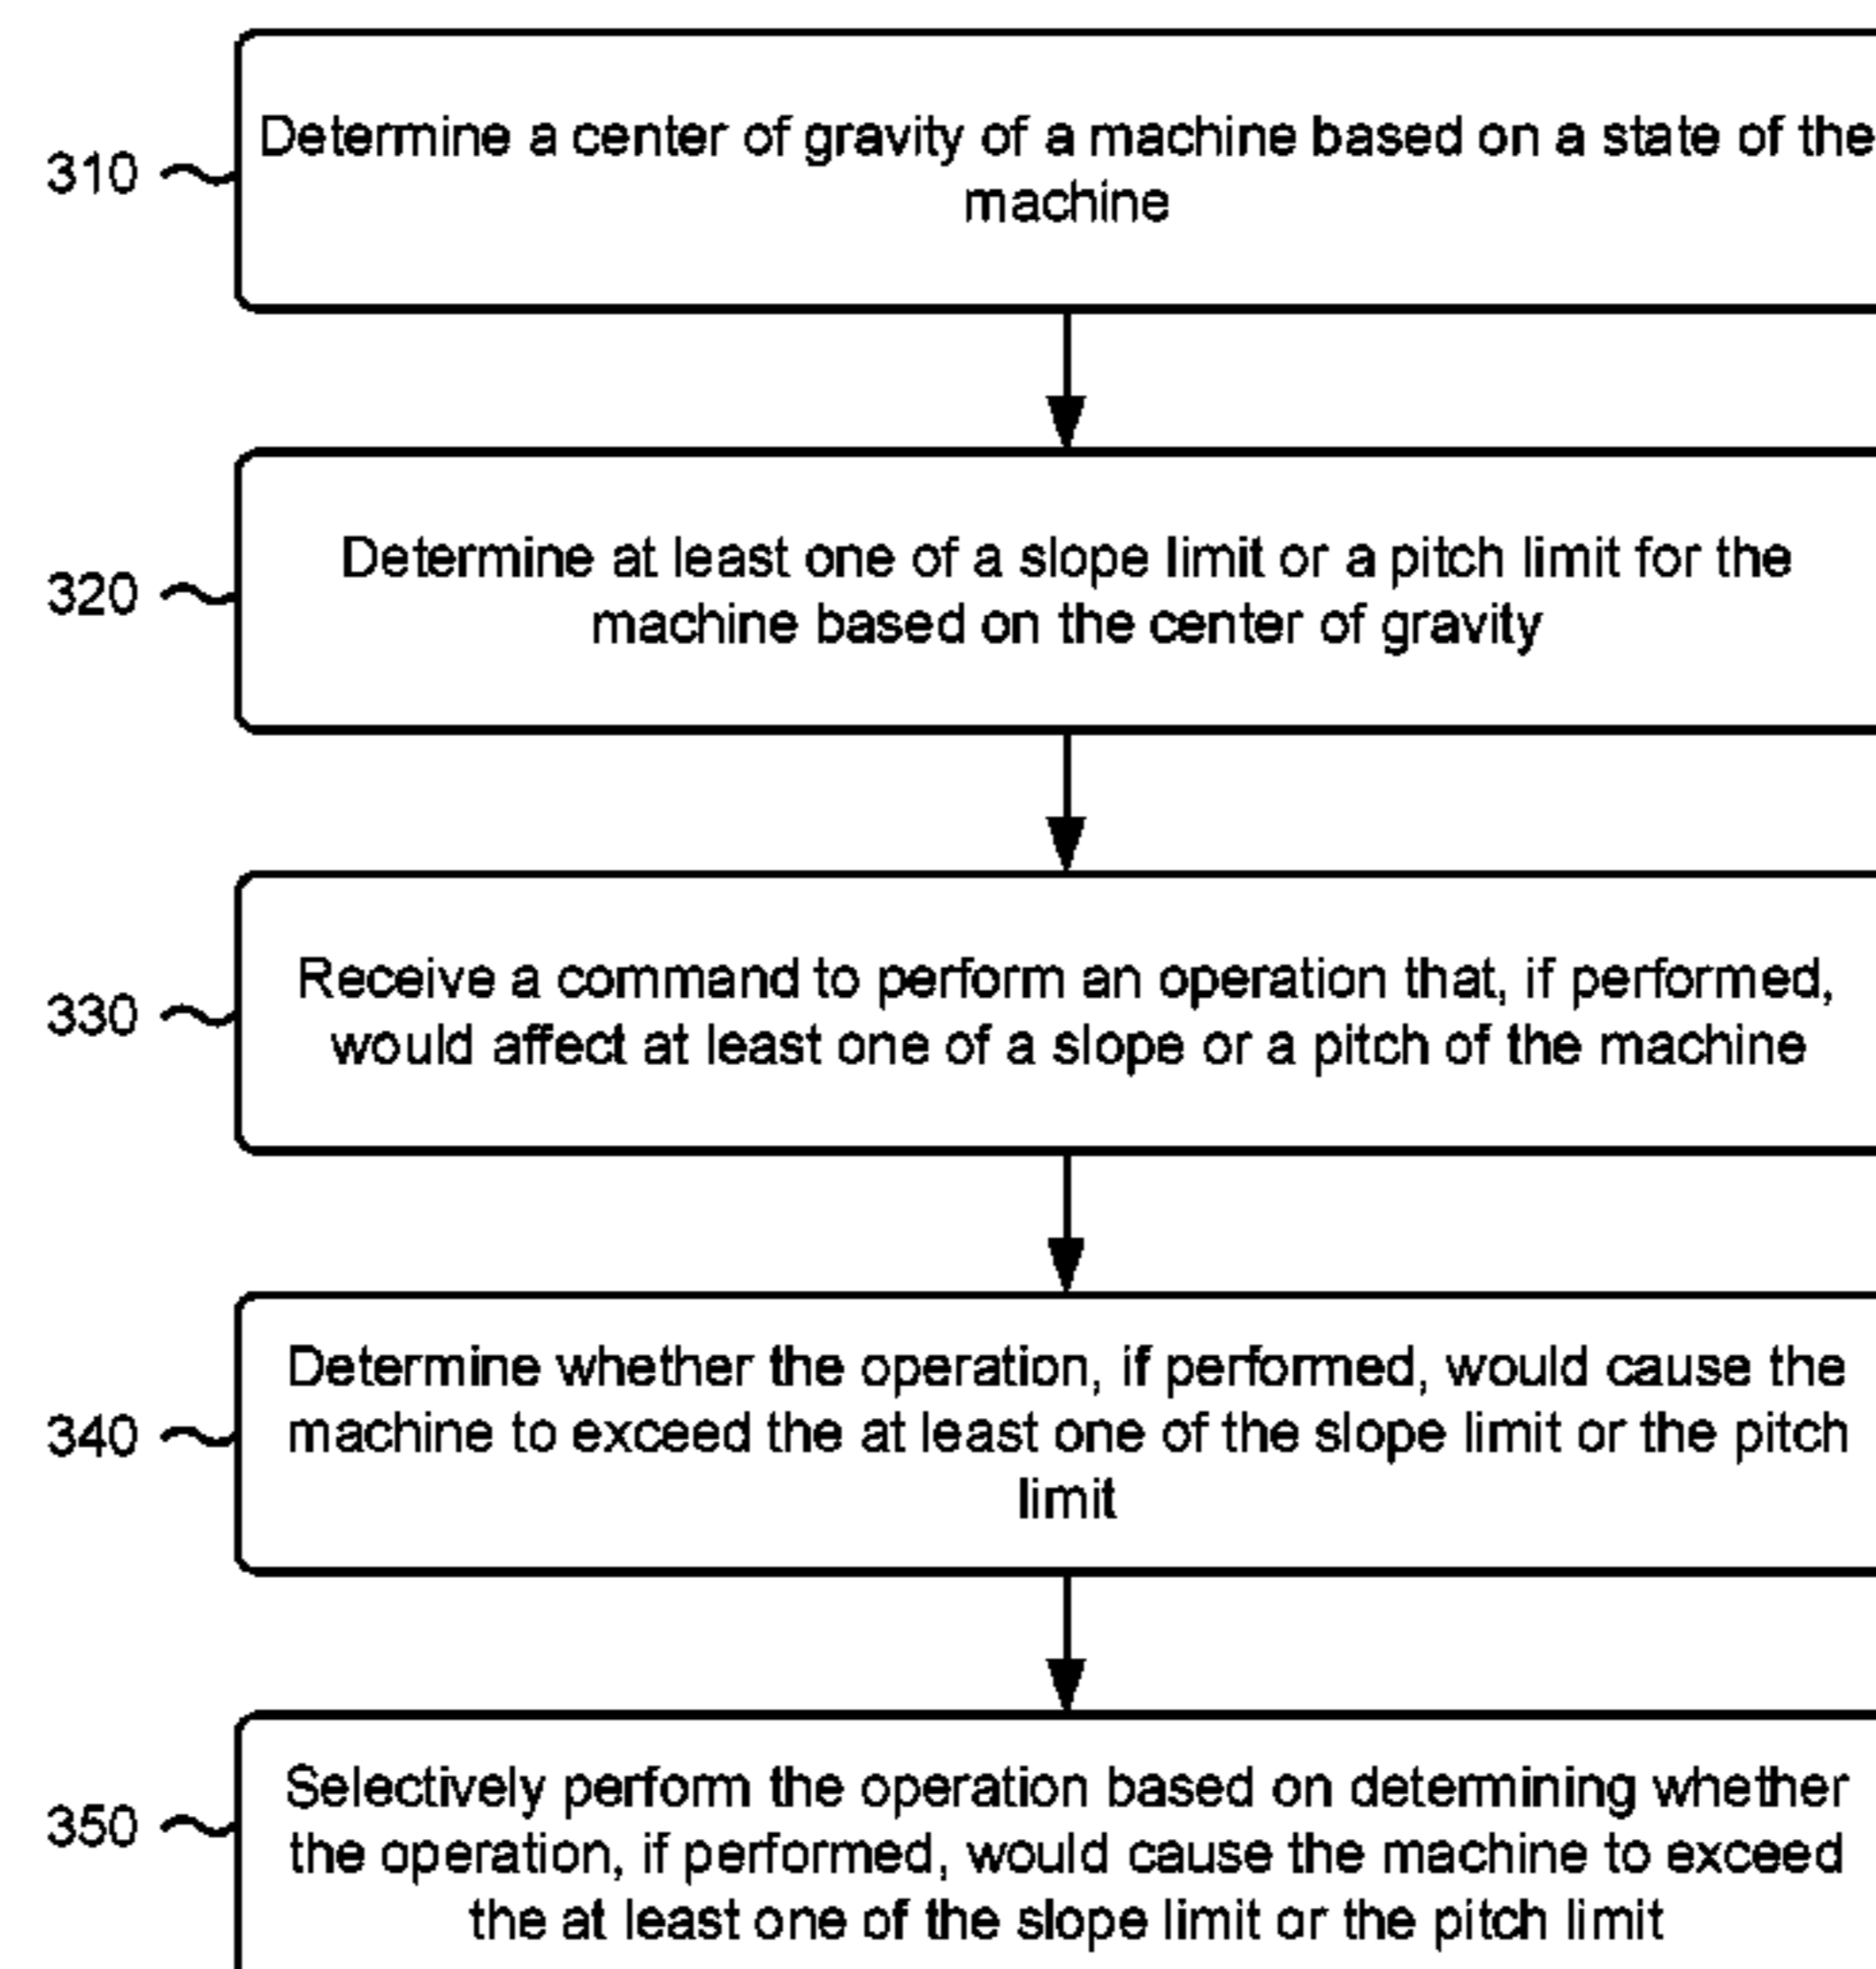 Determine a center of gravity of a machine based on a state of the
machine
310
Determine at least one of a slope limit or a pitch limit for the
machine based on the center of gravity
320
Receive a command to perform an operation that, if performed,
would affect at least one of a slope or a pitch of the machine
330
Determine whether the operation, if performed, would cause the
machine to exceed the at least one of the slope limit or the pitch
limit
340
Selectively perform the operation based on determining whether
the operation, if performed, would cause the machine to exceed
the at least one of the slope limit or the pitch limit
350